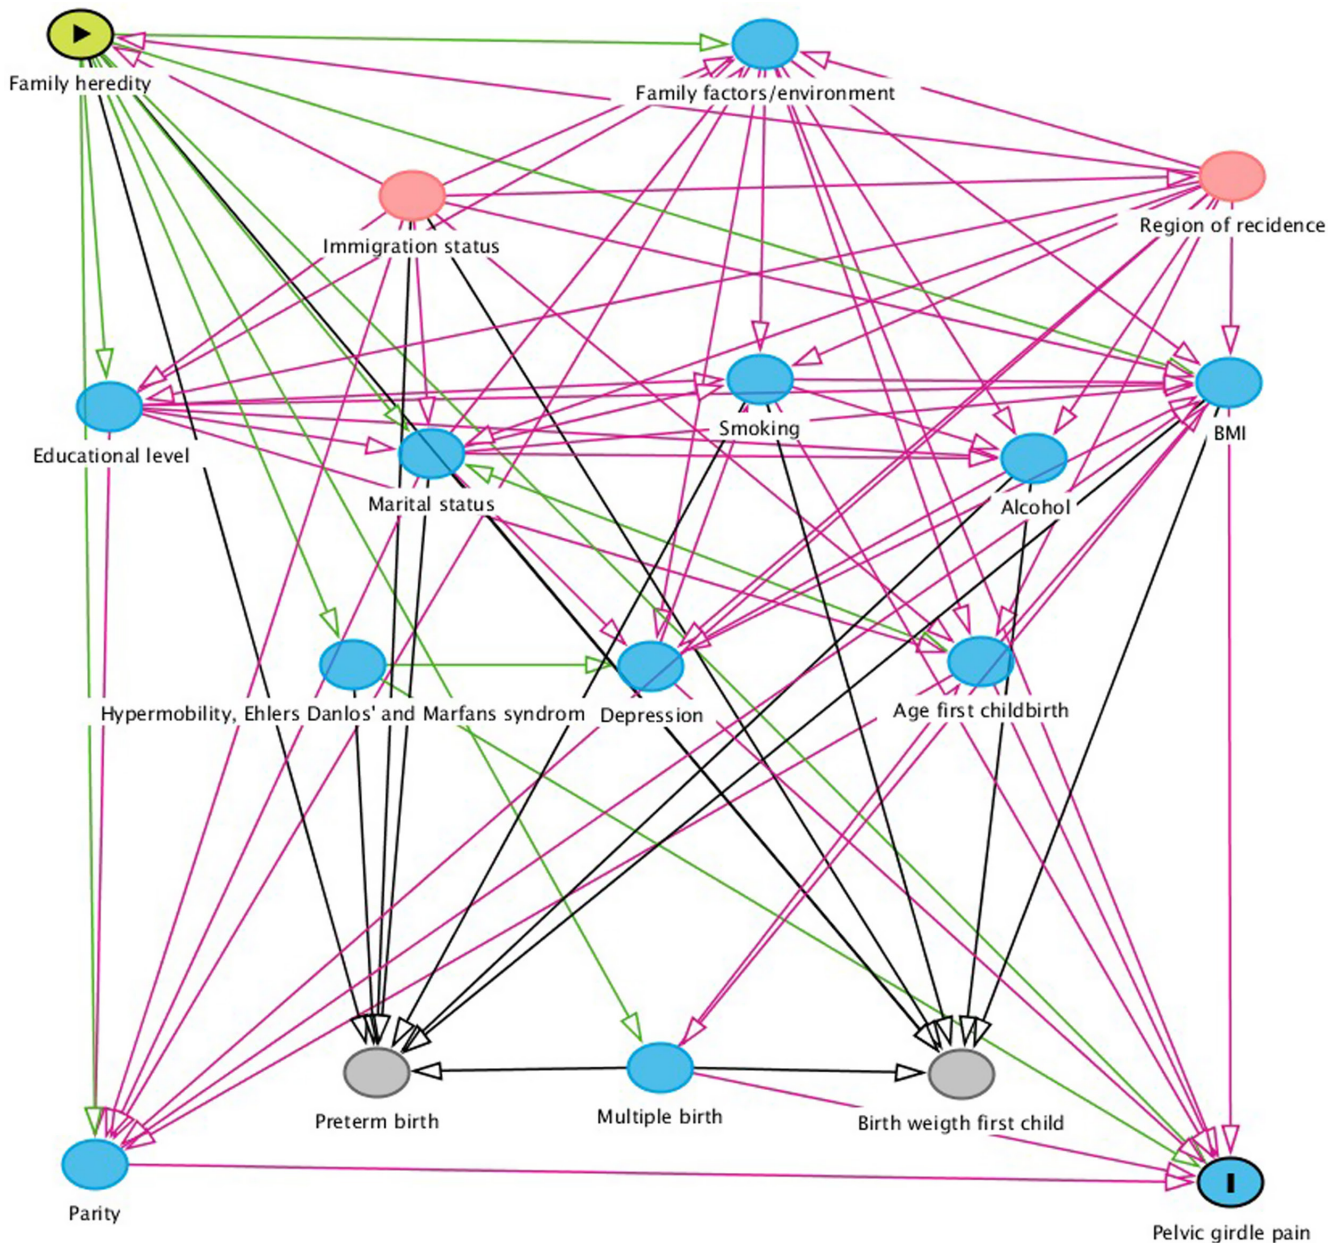 Family heredity
Family factors/environment
Immigration status
Region of recidence
Educational level
Marital status
Smoking
Alcohol
BMI
Hypermobility, Ehlers Danlos' and Marfans syndrom
Depression
Age first childbirth
Preterm birth
Multiple birth
Birth weigth first child
Parity
Pelvic girdle pain